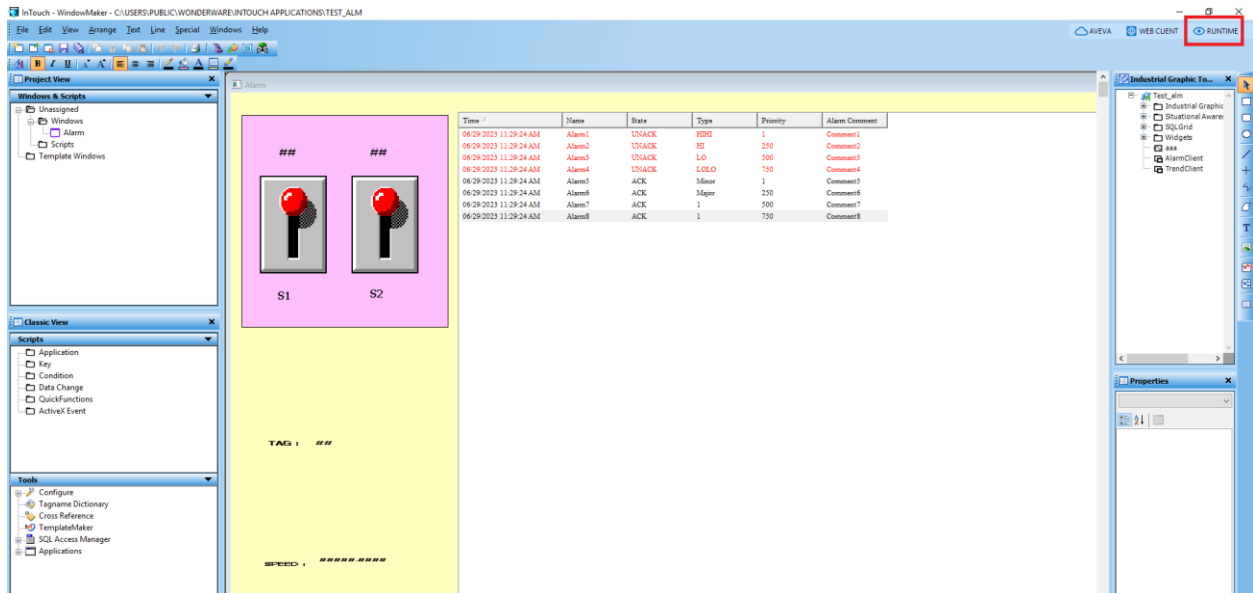 InTouch - WindowMaker - C:\USERS\PUBLIC\WONDERWARE\INTOUCH APPLICATIONS\TEST_ALM
File Edit View Arrange Text Line Special Windows Help
AVEVA WEB CLIENT RUNTIME
Project View
Windows & Scripts
Unassigned
Windows
Alarm
Scripts
Template Windows
Classic View
Scripts
Application
Key
Condition
Data Change
QuickFunctions
ActiveX Event
Tools
Configure
Tagname Dictionary
Cross Reference
TemplateMaker
SQL Access Manager
Applications
Alarm
## ##
S1 S2
TAG : ##
SPEED : #####.####
Time / Name State Type Priority Alarm Comment
06/29/2023 11:29:24 AM Alarm1 UNACK HIHI 1 Comment1
06/29/2023 11:29:24 AM Alarm2 UNACK HI 250 Comment2
06/29/2023 11:29:24 AM Alarm3 UNACK LO 500 Comment3
06/29/2023 11:29:24 AM Alarm4 UNACK LOLO 750 Comment4
06/29/2023 11:29:24 AM Alarm5 ACK Minor 1 Comment5
06/29/2023 11:29:24 AM Alarm6 ACK Major 250 Comment6
06/29/2023 11:29:24 AM Alarm7 ACK 1 500 Comment7
06/29/2023 11:29:24 AM Alarm8 ACK 1 750 Comment8
Industrial Graphic To...
Test_alm
Industrial Graphic
Situational Aware
SQLGrid
Widgets
aaa
AlarmClient
TrendClient
Properties